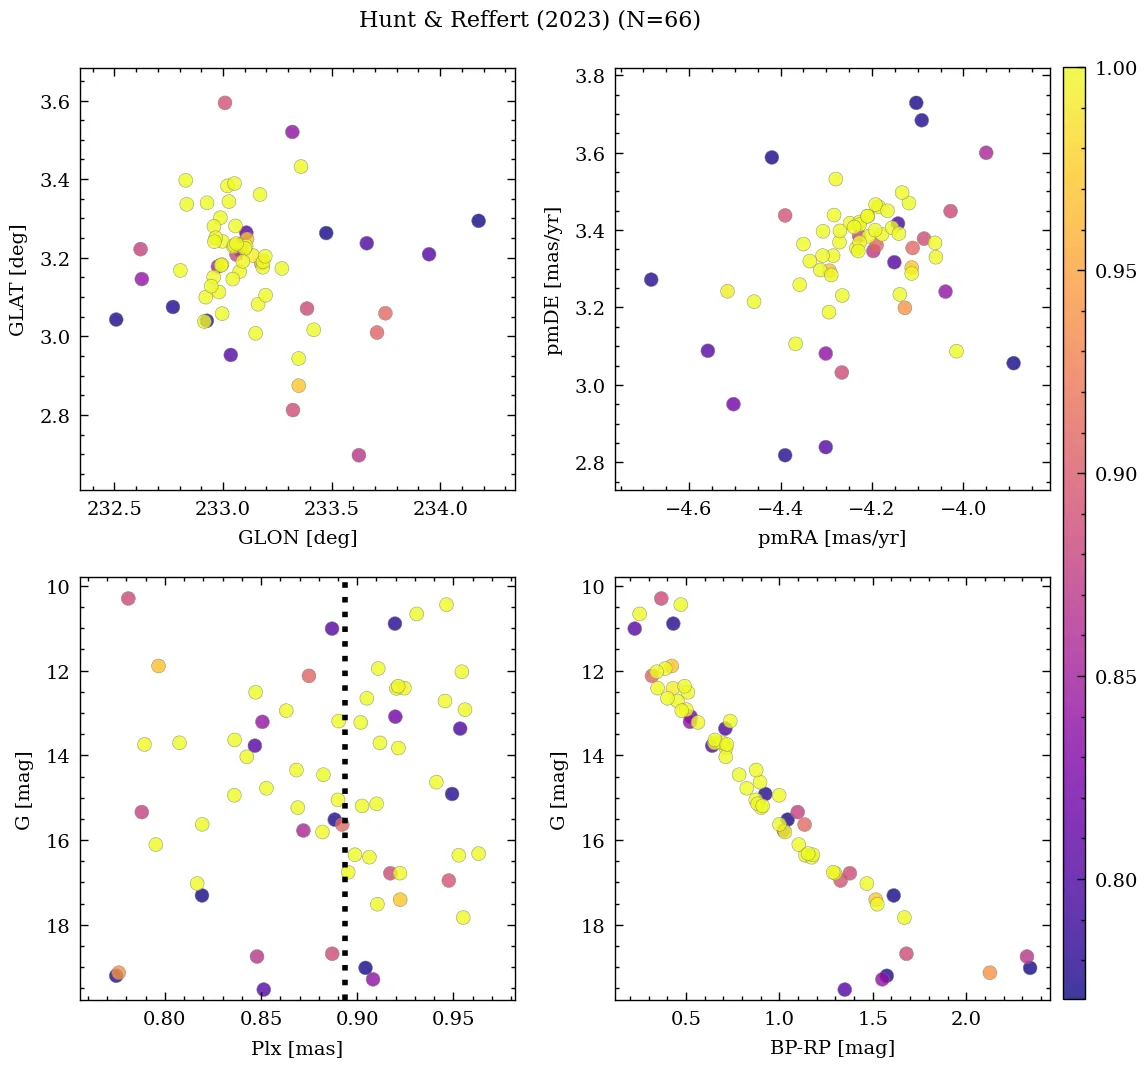 Hunt & Reffert (2023) (N=66)
3.6
3.4
3.2
3.0
2.8
GLAT [deg]
232.5 233.0 233.5 234.0
GLON [deg]
3.8
3.6
3.4
3.2
3.0
2.8
pmDE [mas/yr]
−4.6 −4.4 −4.2 −4.0
pmRA [mas/yr]
1.00
0.95
0.90
0.85
0.80
10
12
14
16
18
G [mag]
0.80 0.85 0.90 0.95
Plx [mas]
10
12
14
16
18
G [mag]
0.5 1.0 1.5 2.0
BP-RP [mag]